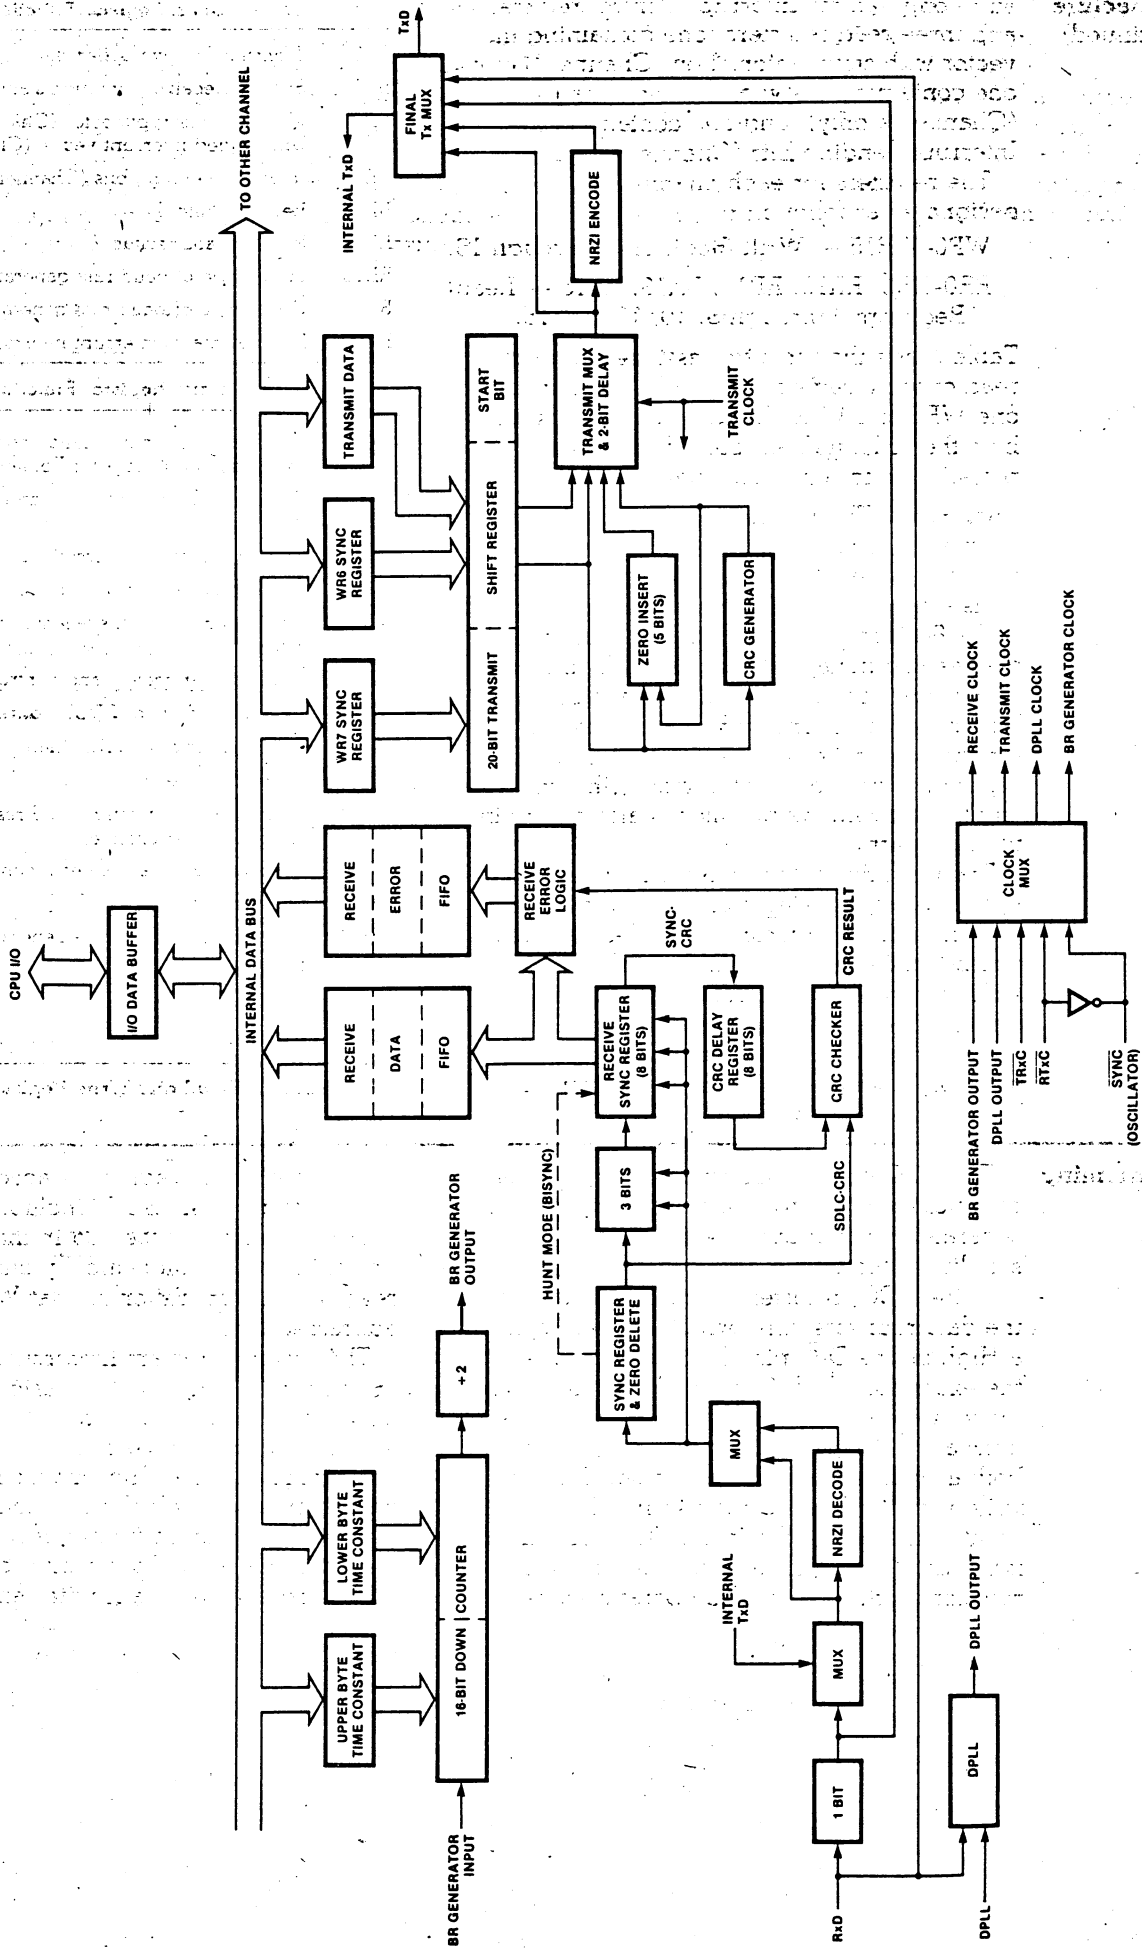 CPU I/O
I/O DATA BUFFER
INTERNAL DATA BUS
TO OTHER CHANNEL
UPPER BYTE
TIME CONSTANT
LOWER BYTE
TIME CONSTANT
BR GENERATOR
INPUT
16-BIT DOWN
COUNTER
÷2
BR GENERATOR
OUTPUT
RECEIVE
DATA
FIFO
RECEIVE
ERROR
FIFO
RECEIVE
ERROR
LOGIC
WR7 SYNC
REGISTER
WR6 SYNC
REGISTER
TRANSMIT DATA
20-BIT TRANSMIT
SHIFT REGISTER
START
BIT
INTERNAL TxD
FINAL
Tx MUX
TxD
HUNT MODE (BISYNC)
SYNC REGISTER
& ZERO DELETE
3 BITS
RECEIVE
SYNC REGISTER
(8 BITS)
SYNC-
CRC
CRC DELAY
REGISTER
(8 BITS)
CRC CHECKER
CRC RESULT
SDLC-CRC
TRANSMIT MUX
& 2-BIT DELAY
NRZI ENCODE
TRANSMIT
CLOCK
ZERO INSERT
(5 BITS)
CRC GENERATOR
RxD
1 BIT
MUX
INTERNAL
TxD
NRZI DECODE
MUX
DPLL
DPLL
DPLL OUTPUT
BR GENERATOR OUTPUT
DPLL OUTPUT
TRxC
RTxC
SYNC
(OSCILLATOR)
CLOCK
MUX
RECEIVE CLOCK
TRANSMIT CLOCK
DPLL CLOCK
BR GENERATOR CLOCK